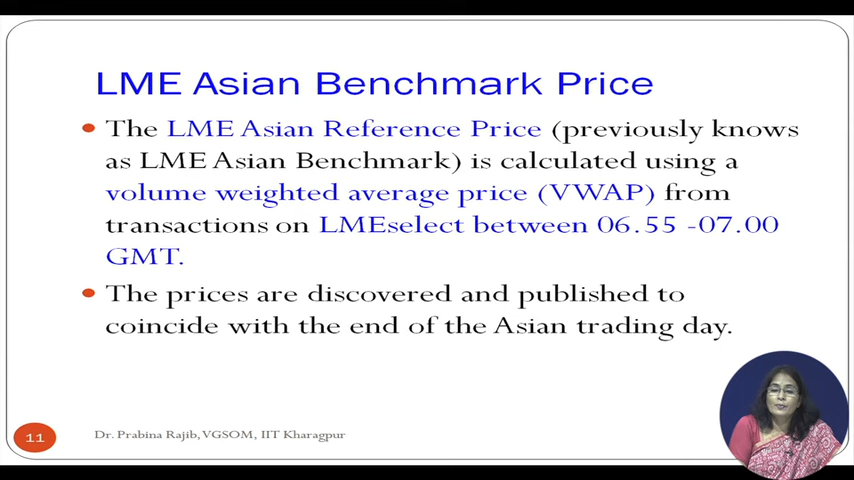 LME Asian Benchmark Price
The LME Asian Reference Price (previously knows
as LME Asian Benchmark) is calculated using a
volume weighted average price (VWAP) from
transactions on LMEselect between 06.55 -07.00
GMT.
The prices are discovered and published to
coincide with the end of the Asian trading day.
11
Dr. Prabina Rajib, VGSOM, IIT Kharagpur